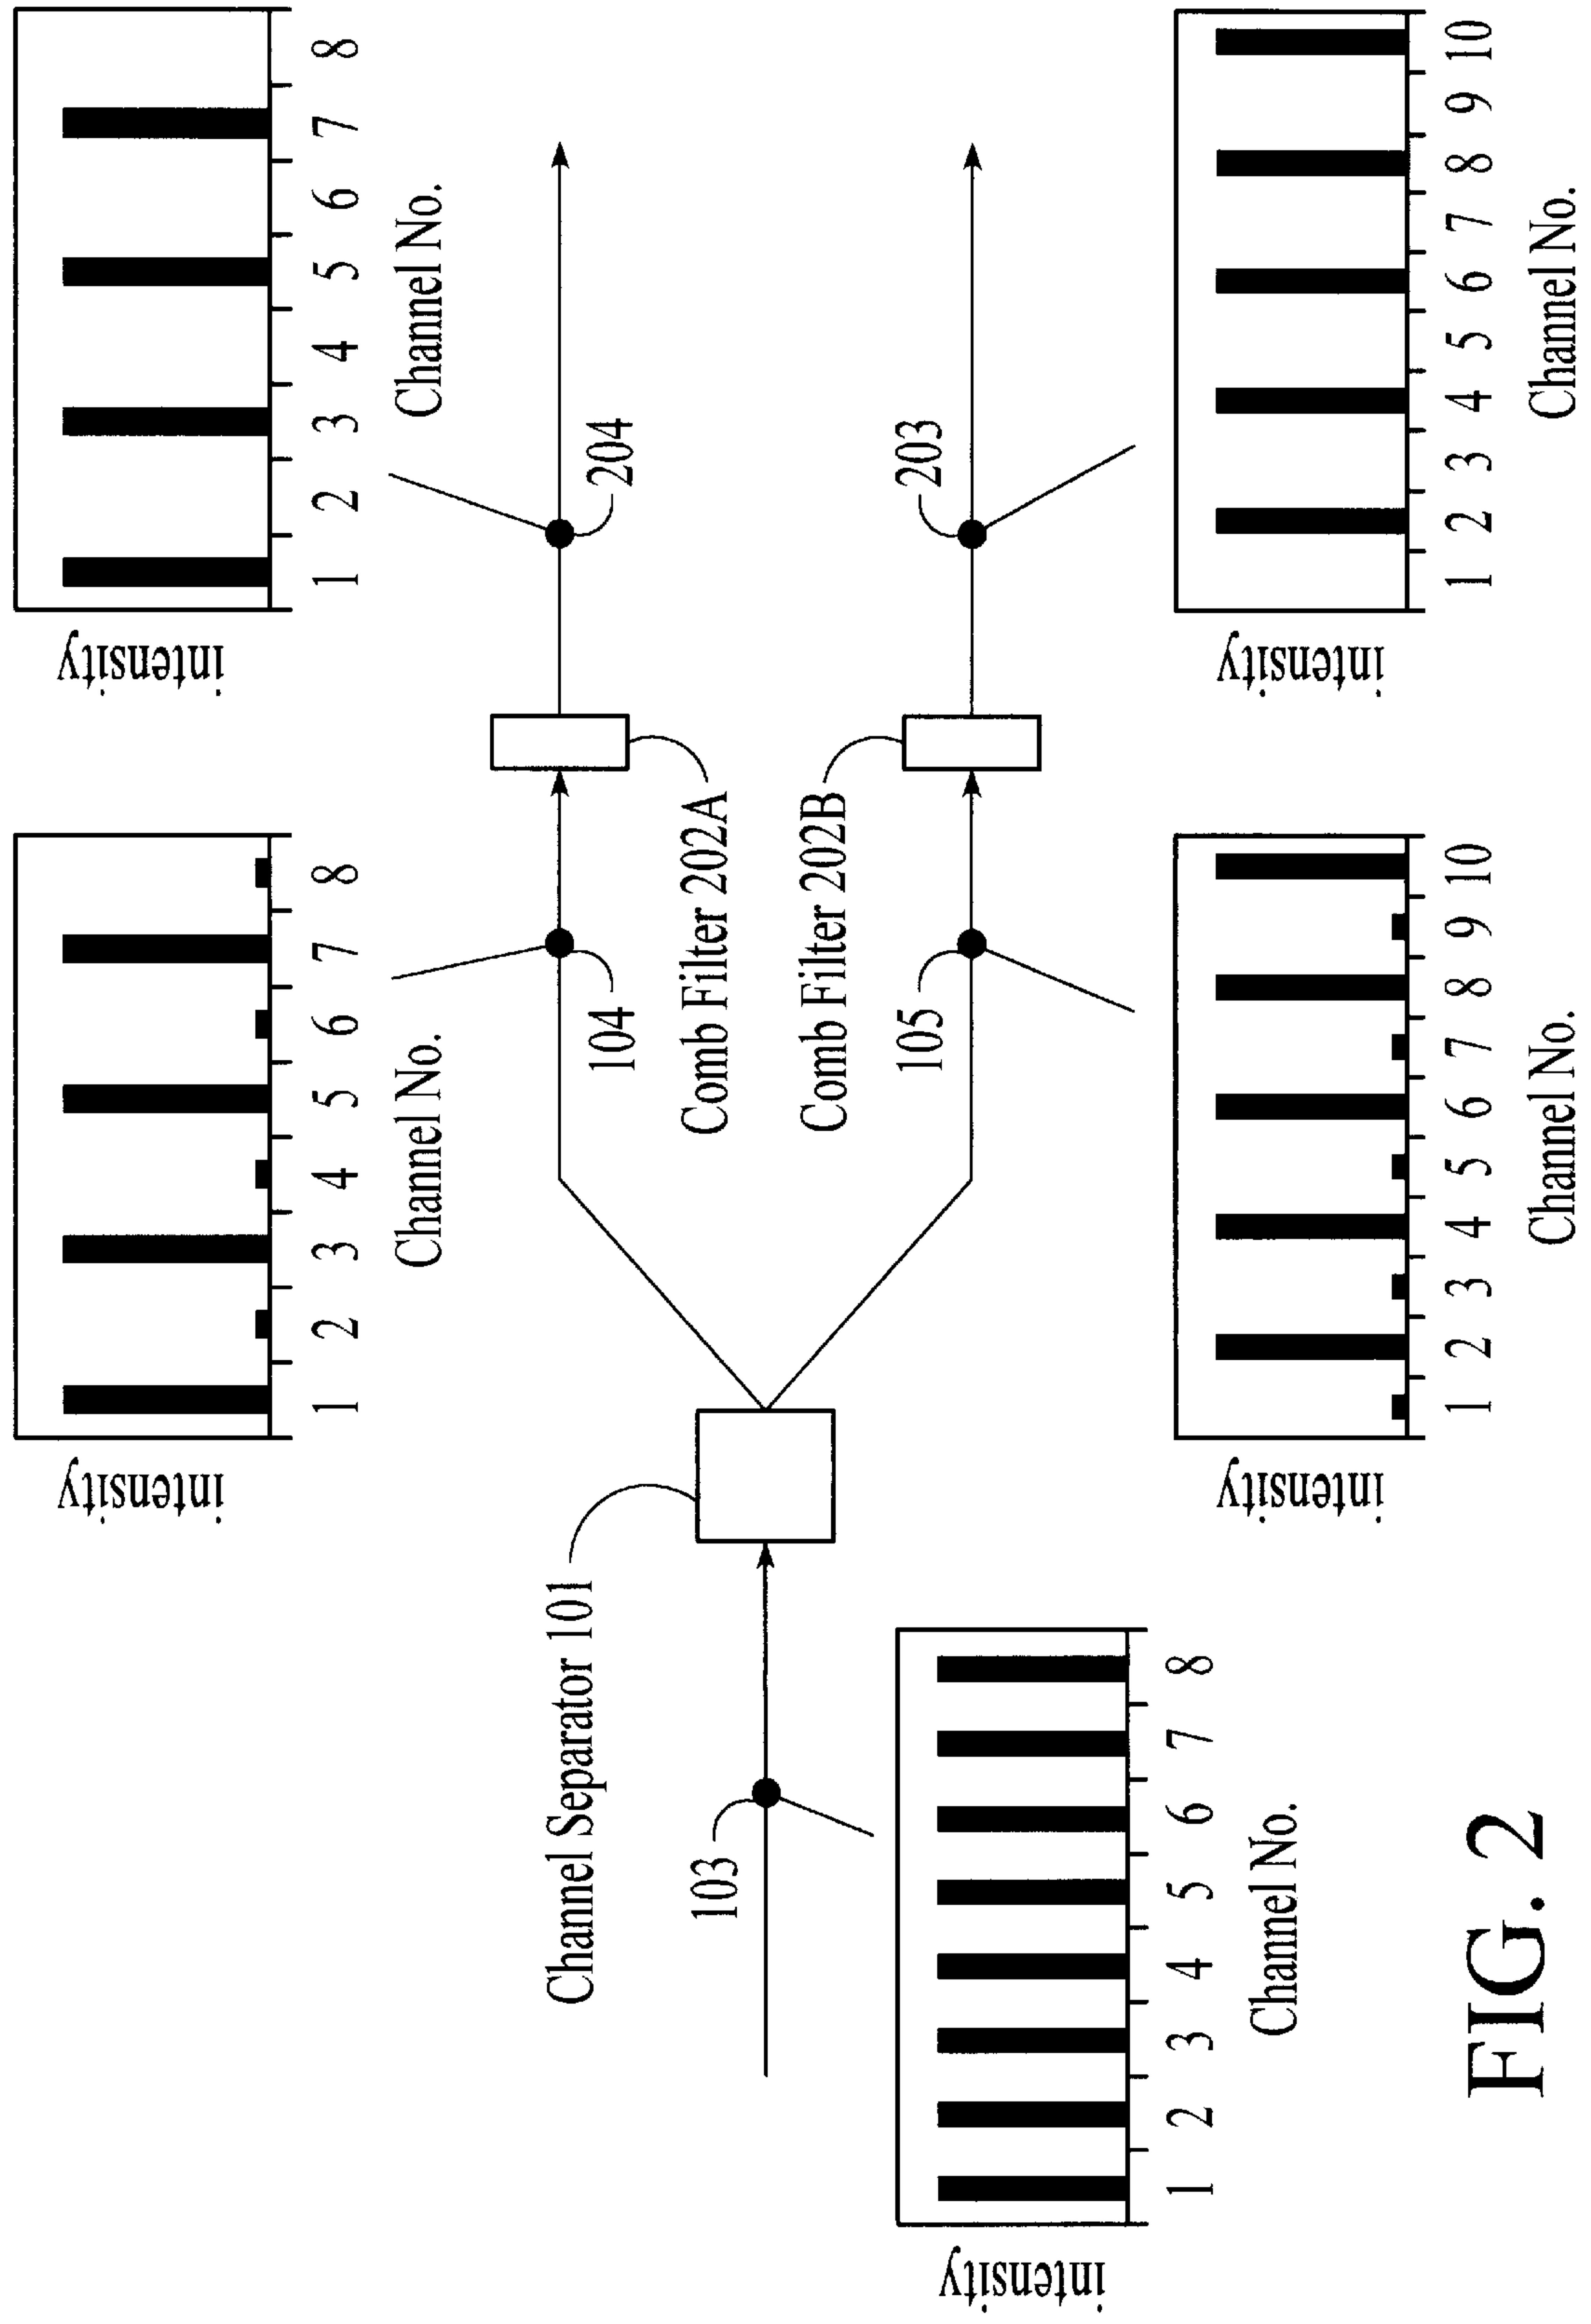 intensity
1 2 3 4 5 6 7 8
Channel No.
103
Channel Separator 101
intensity
1 2 3 4 5 6 7 8
Channel No.
104
Comb Filter 202A
intensity
1 2 3 4 5 6 7 8
Channel No.
204
Comb Filter 202B
105
intensity
1 2 3 4 5 6 7 8 9 10
Channel No.
203
intensity
1 2 3 4 5 6 7 8 9 10
Channel No.
FIG. 2